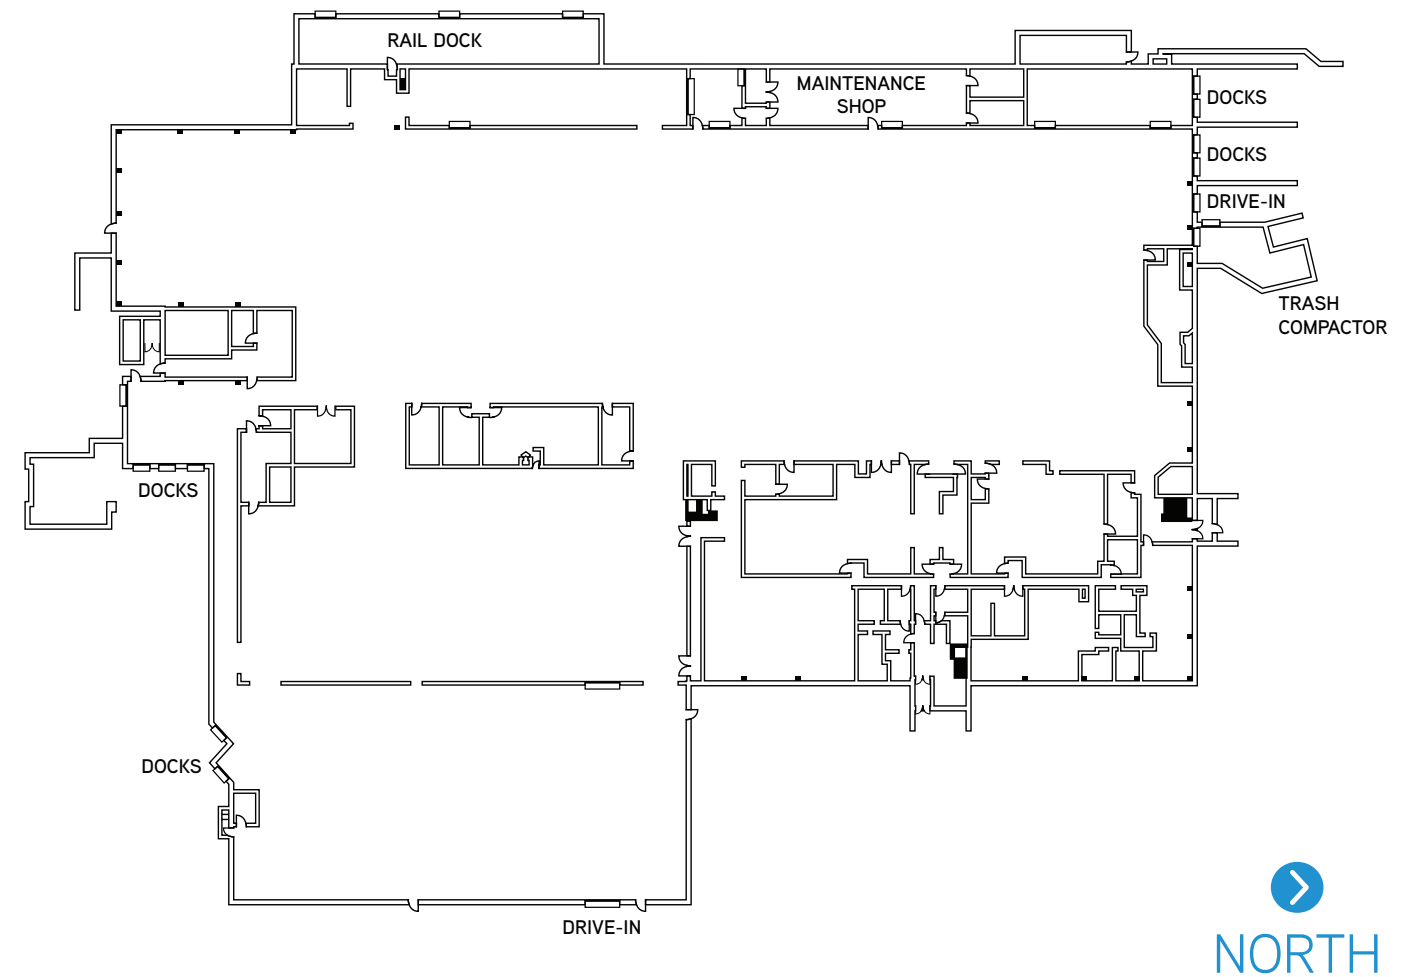 RAIL DOCK
MAINTENANCE
SHOP
DOCKS
DOCKS
DRIVE-IN
TRASH
COMPACTOR
DOCKS
DOCKS
DRIVE-IN
NORTH